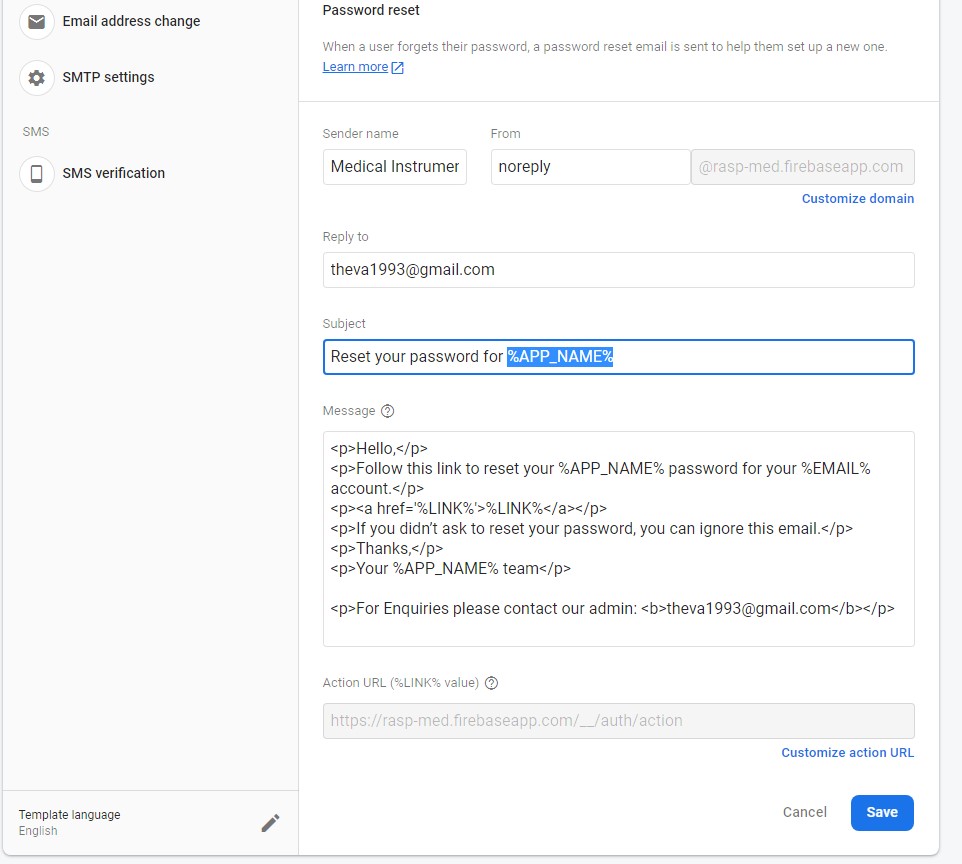 Email address change
SMTP settings
SMS
SMS verification
Template language
English
Password reset
When a user forgets their password, a password reset email is sent to help them set up a new one.
Learn more
Sender name
From
Medical Instrumer
noreply
@rasp-med.firebaseapp.com
Customize domain
Reply to
theva1993@gmail.com
Subject
Reset your password for %APP_NAME%
Message
<p>Hello,</p>
<p>Follow this link to reset your %APP_NAME% password for your %EMAIL%
account.</p>
<p><a href='%LINK%'>%LINK%</a></p>
<p>If you didn’t ask to reset your password, you can ignore this email.</p>
<p>Thanks,</p>
<p>Your %APP_NAME% team</p>
<p>For Enquiries please contact our admin: <b>theva1993@gmail.com</b></p>
Action URL (%LINK% value)
https://rasp-med.firebaseapp.com/__/auth/action
Customize action URL
Cancel
Save